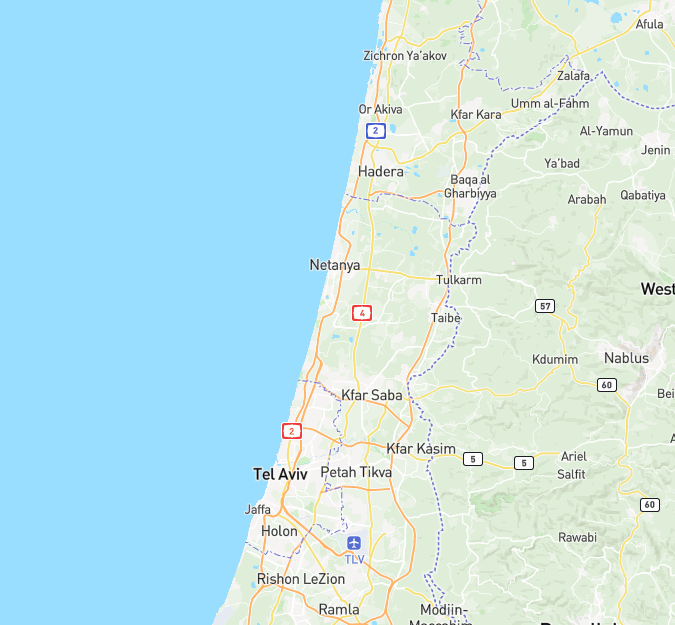 Afula
Zichron Ya'akov
Zalafa
Or Akiva
Umm al-Fahm
Kfar Kara
2
Al-Yamun
Jenin
Ya'bad
Hadera
Baqa al
Gharbiyya
Qabatiya
Arabah
Netanya
Tulkarm
West
57
4
Taibe
Kdumim
Nablus
60
Kfar Saba
Bei
2
A
Kfar Kasim
5
5
Ariel
Tel Aviv
Petah Tikva
Salfit
60
Jaffa
Holon
Rawabi
TLV
Rishon LeZion
Ramla
Modiin-